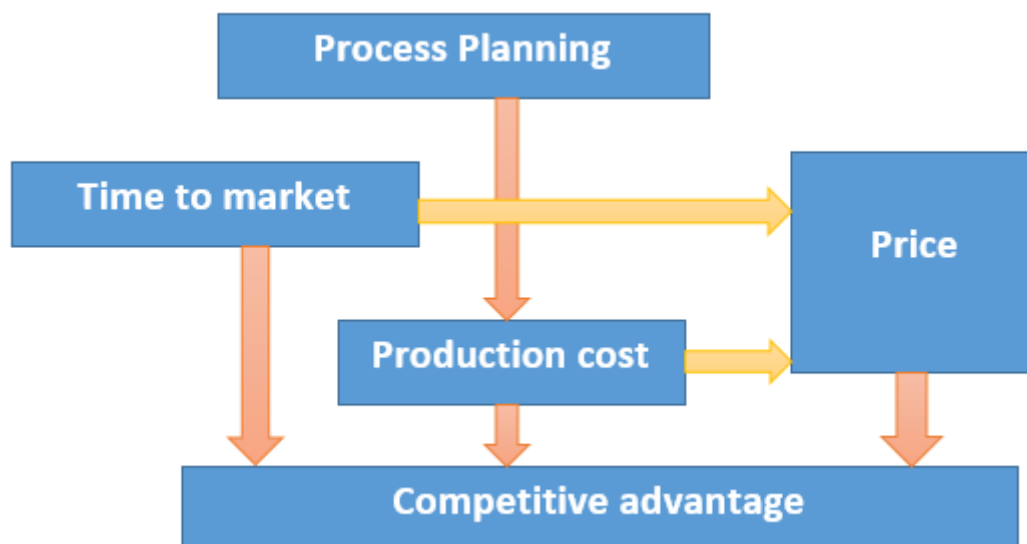 Process Planning
Time to market
Price
Production cost
Competitive advantage